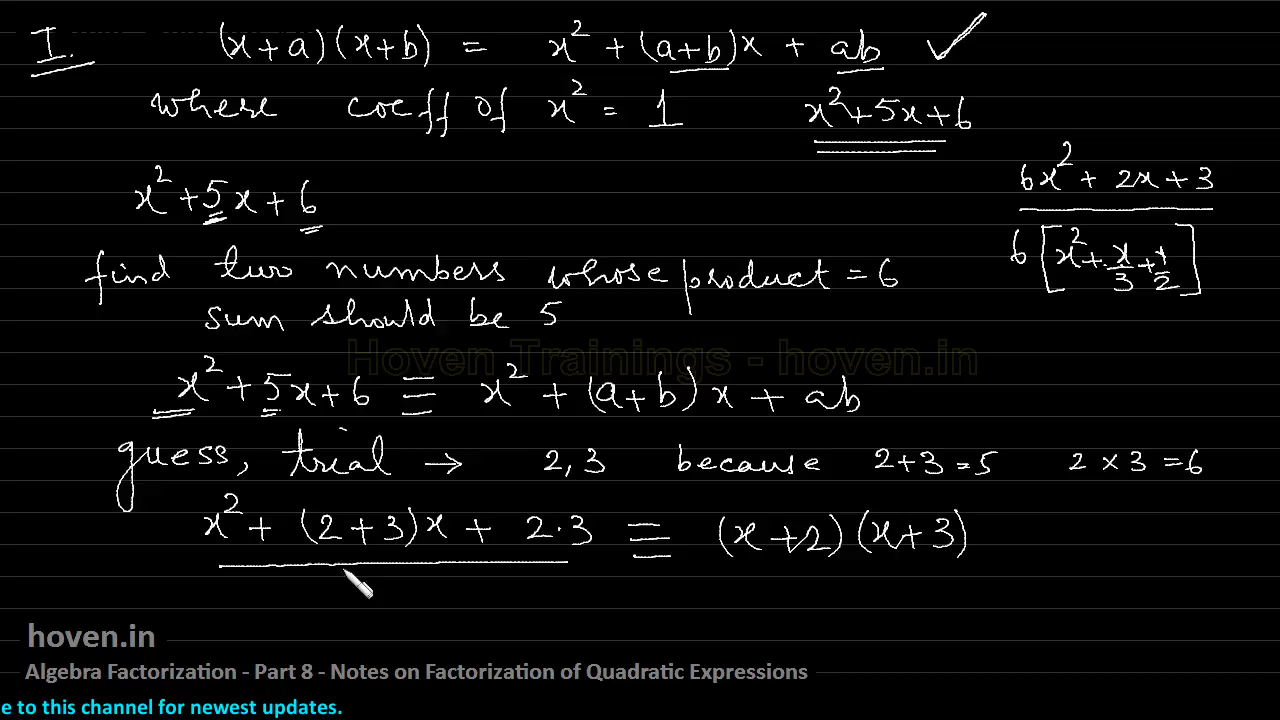 I. (x+a)(x+b) = x² + (a+b)x + ab ✓
where coeff of x² = 1 x²+5x+6
6x² + 2x + 3
x²+5x+6
6[x²+x/3+1/2]
find two numbers whose product = 6
sum should be 5
Hoven Trainings - hoven.in
x²+5x+6 ≡ x² + (a+b)x + ab
guess, trial → 2, 3 because 2+3=5 2×3=6
x²+(2+3)x + 2·3 ≡ (x+2)(x+3)
hoven.in
Algebra Factorization - Part 8 - Notes on Factorization of Quadratic Expressions
e to this channel for newest updates.